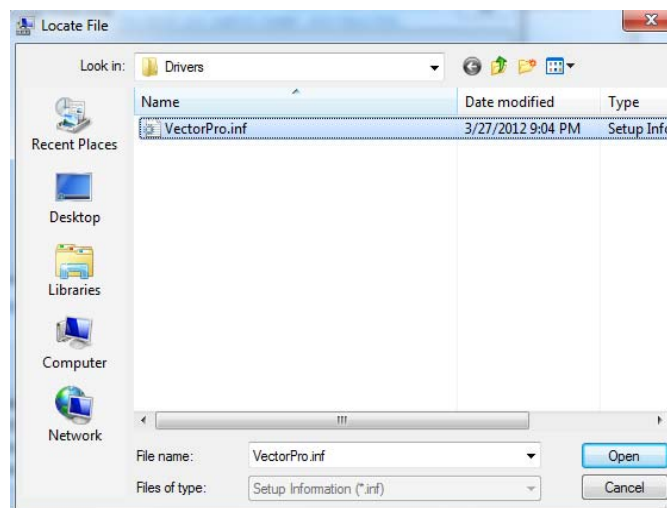 Locate File
Look in: Drivers
Name Date modified Type
VectorPro.inf 3/27/2012 9:04 PM Setup Info
Recent Places
Desktop
Libraries
Computer
Network
File name: VectorPro.inf Open
Files of type: Setup Information (*.inf) Cancel